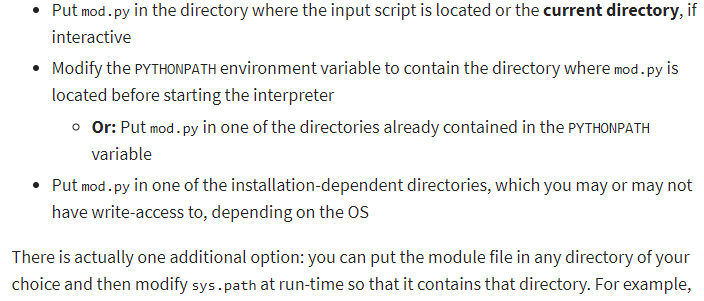 • Put mod.py in the directory where the input script is located or the current directory, if
interactive
• Modify the PYTHONPATH environment variable to contain the directory where mod.py is
located before starting the interpreter
◦ Or: Put mod.py in one of the directories already contained in the PYTHONPATH
variable
• Put mod.py in one of the installation-dependent directories, which you may or may not
have write-access to, depending on the OS
There is actually one additional option: you can put the module file in any directory of your
choice and then modify sys.path at run-time so that it contains that directory. For example,